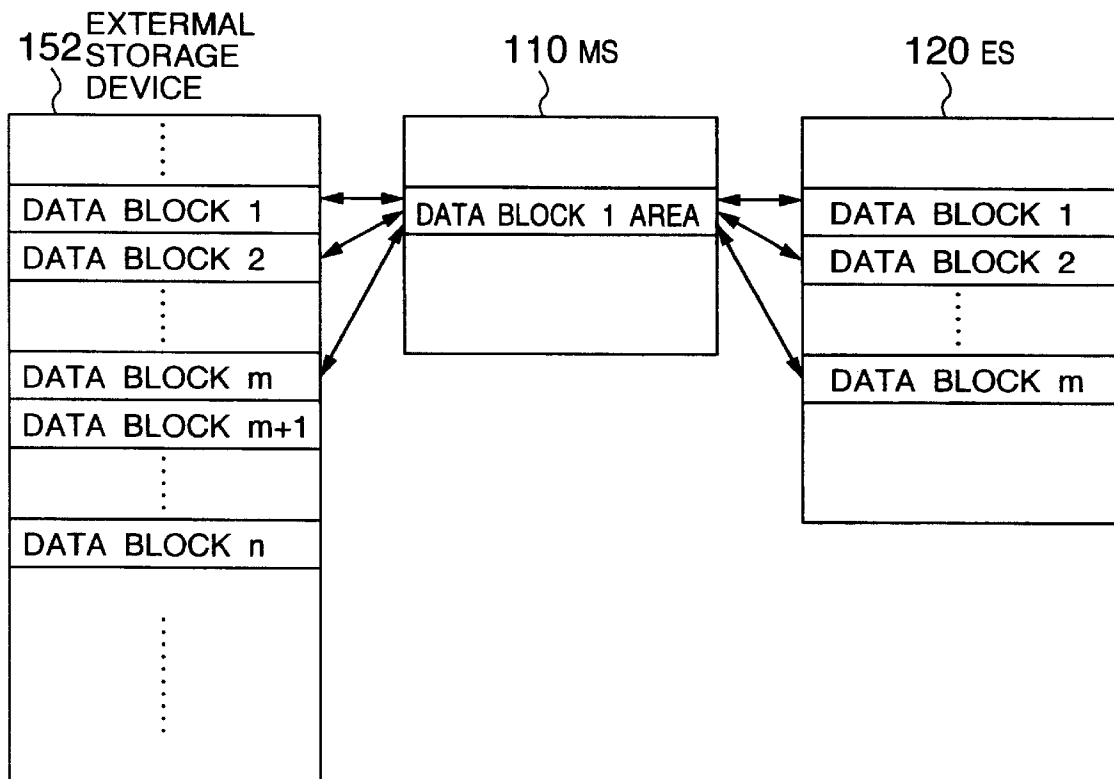 152 EXTERMAL
STORAGE
DEVICE
110 MS
120 ES
DATA BLOCK 1
DATA BLOCK 2
DATA BLOCK m
DATA BLOCK m+1
DATA BLOCK n
DATA BLOCK 1 AREA
DATA BLOCK 1
DATA BLOCK 2
DATA BLOCK m